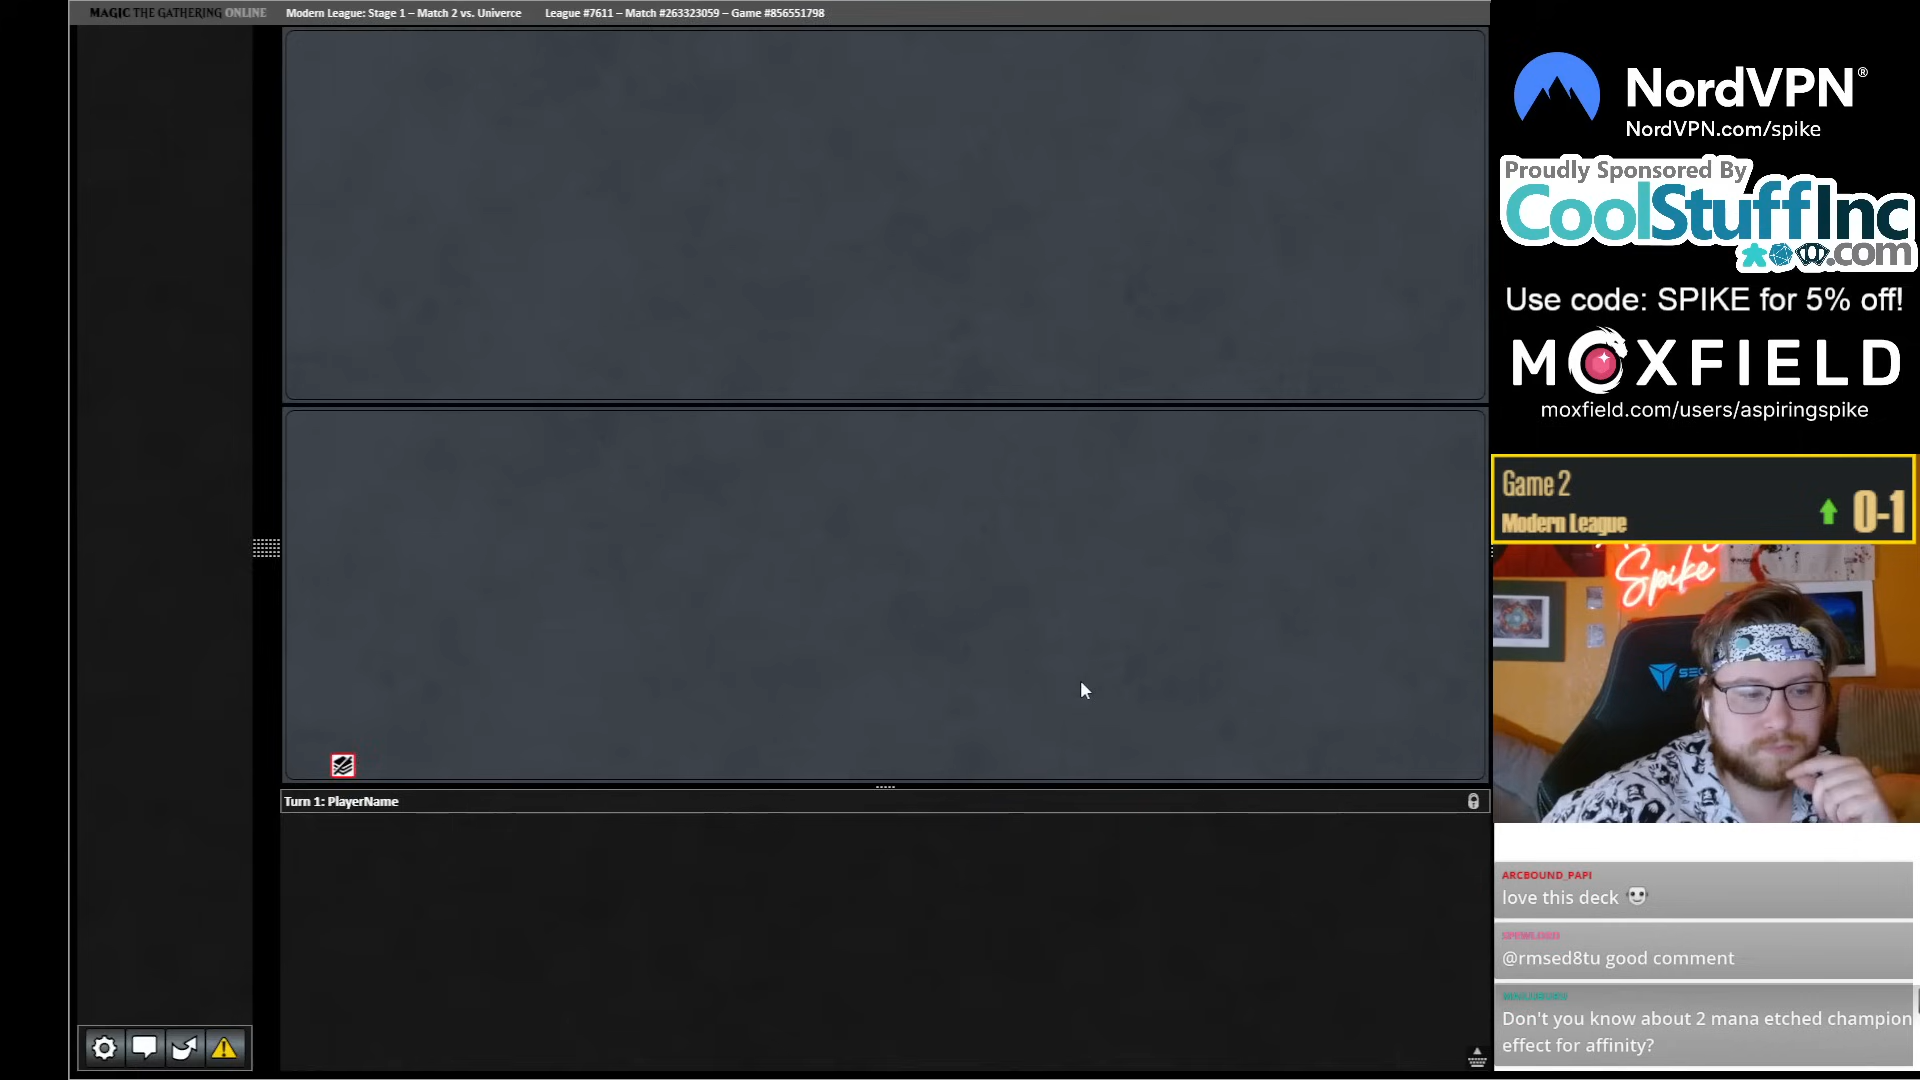 MAGIC THE GATHERING ONLINE
Modern League: Stage 1 – Match 2 vs. Univerce
League #7611 – Match #263323059 – Game #856551798
NordVPN®
NordVPN.com/spike
Proudly Sponsored By
CoolStuffInc
.com
Use code: SPIKE for 5% off!
MOXFIELD
moxfield.com/users/aspiringspike
Game 2
Modern League
0-1
Spike
SEC
Turn 1: PlayerName
ARCBOUND_PAPI
love this deck
@rmsed8tu good comment
Don't you know about 2 mana etched champion
effect for affinity?